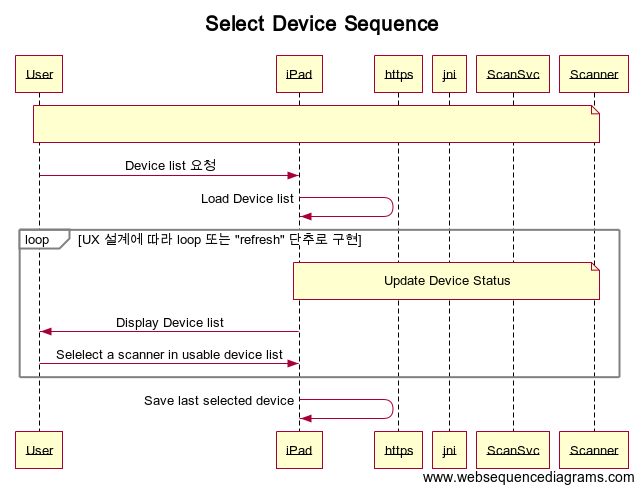 Select Device Sequence
User iPad https jni ScanSvc Scanner
Device list 요청
Load Device list
loop [UX 설계에 따라 loop 또는 "refresh" 단추로 구현]
Update Device Status
Display Device list
Selelect a scanner in usable device list
Save last selected device
User iPad https jni ScanSvc Scanner
www.websequencediagrams.com